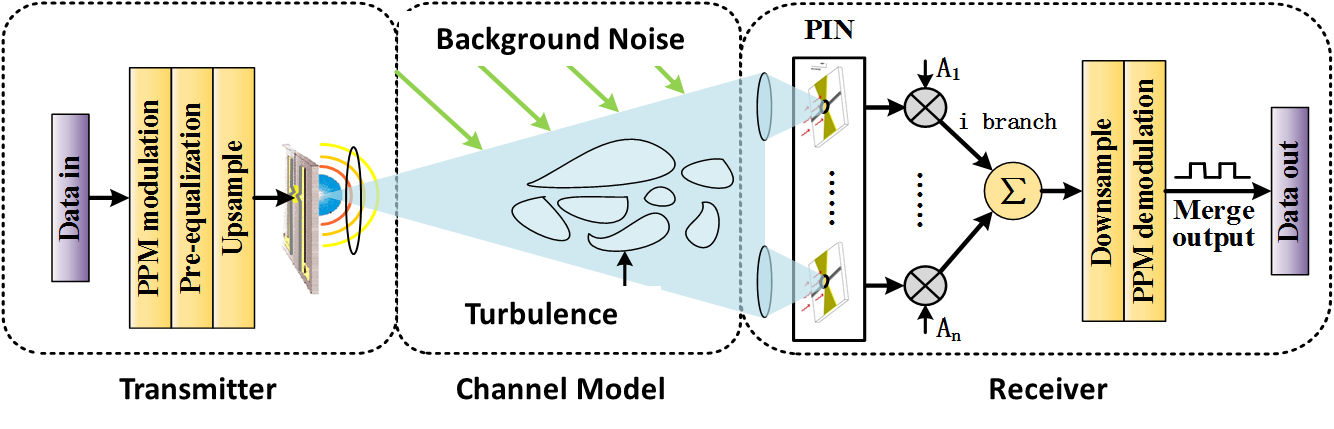 Background Noise
PIN
A1
i branch
Data in
PPM modulation
Pre-equalization
Upsample
Σ
Downsample
PPM demodulation
Merge
output
Data out
Turbulence
An
Transmitter
Channel Model
Receiver